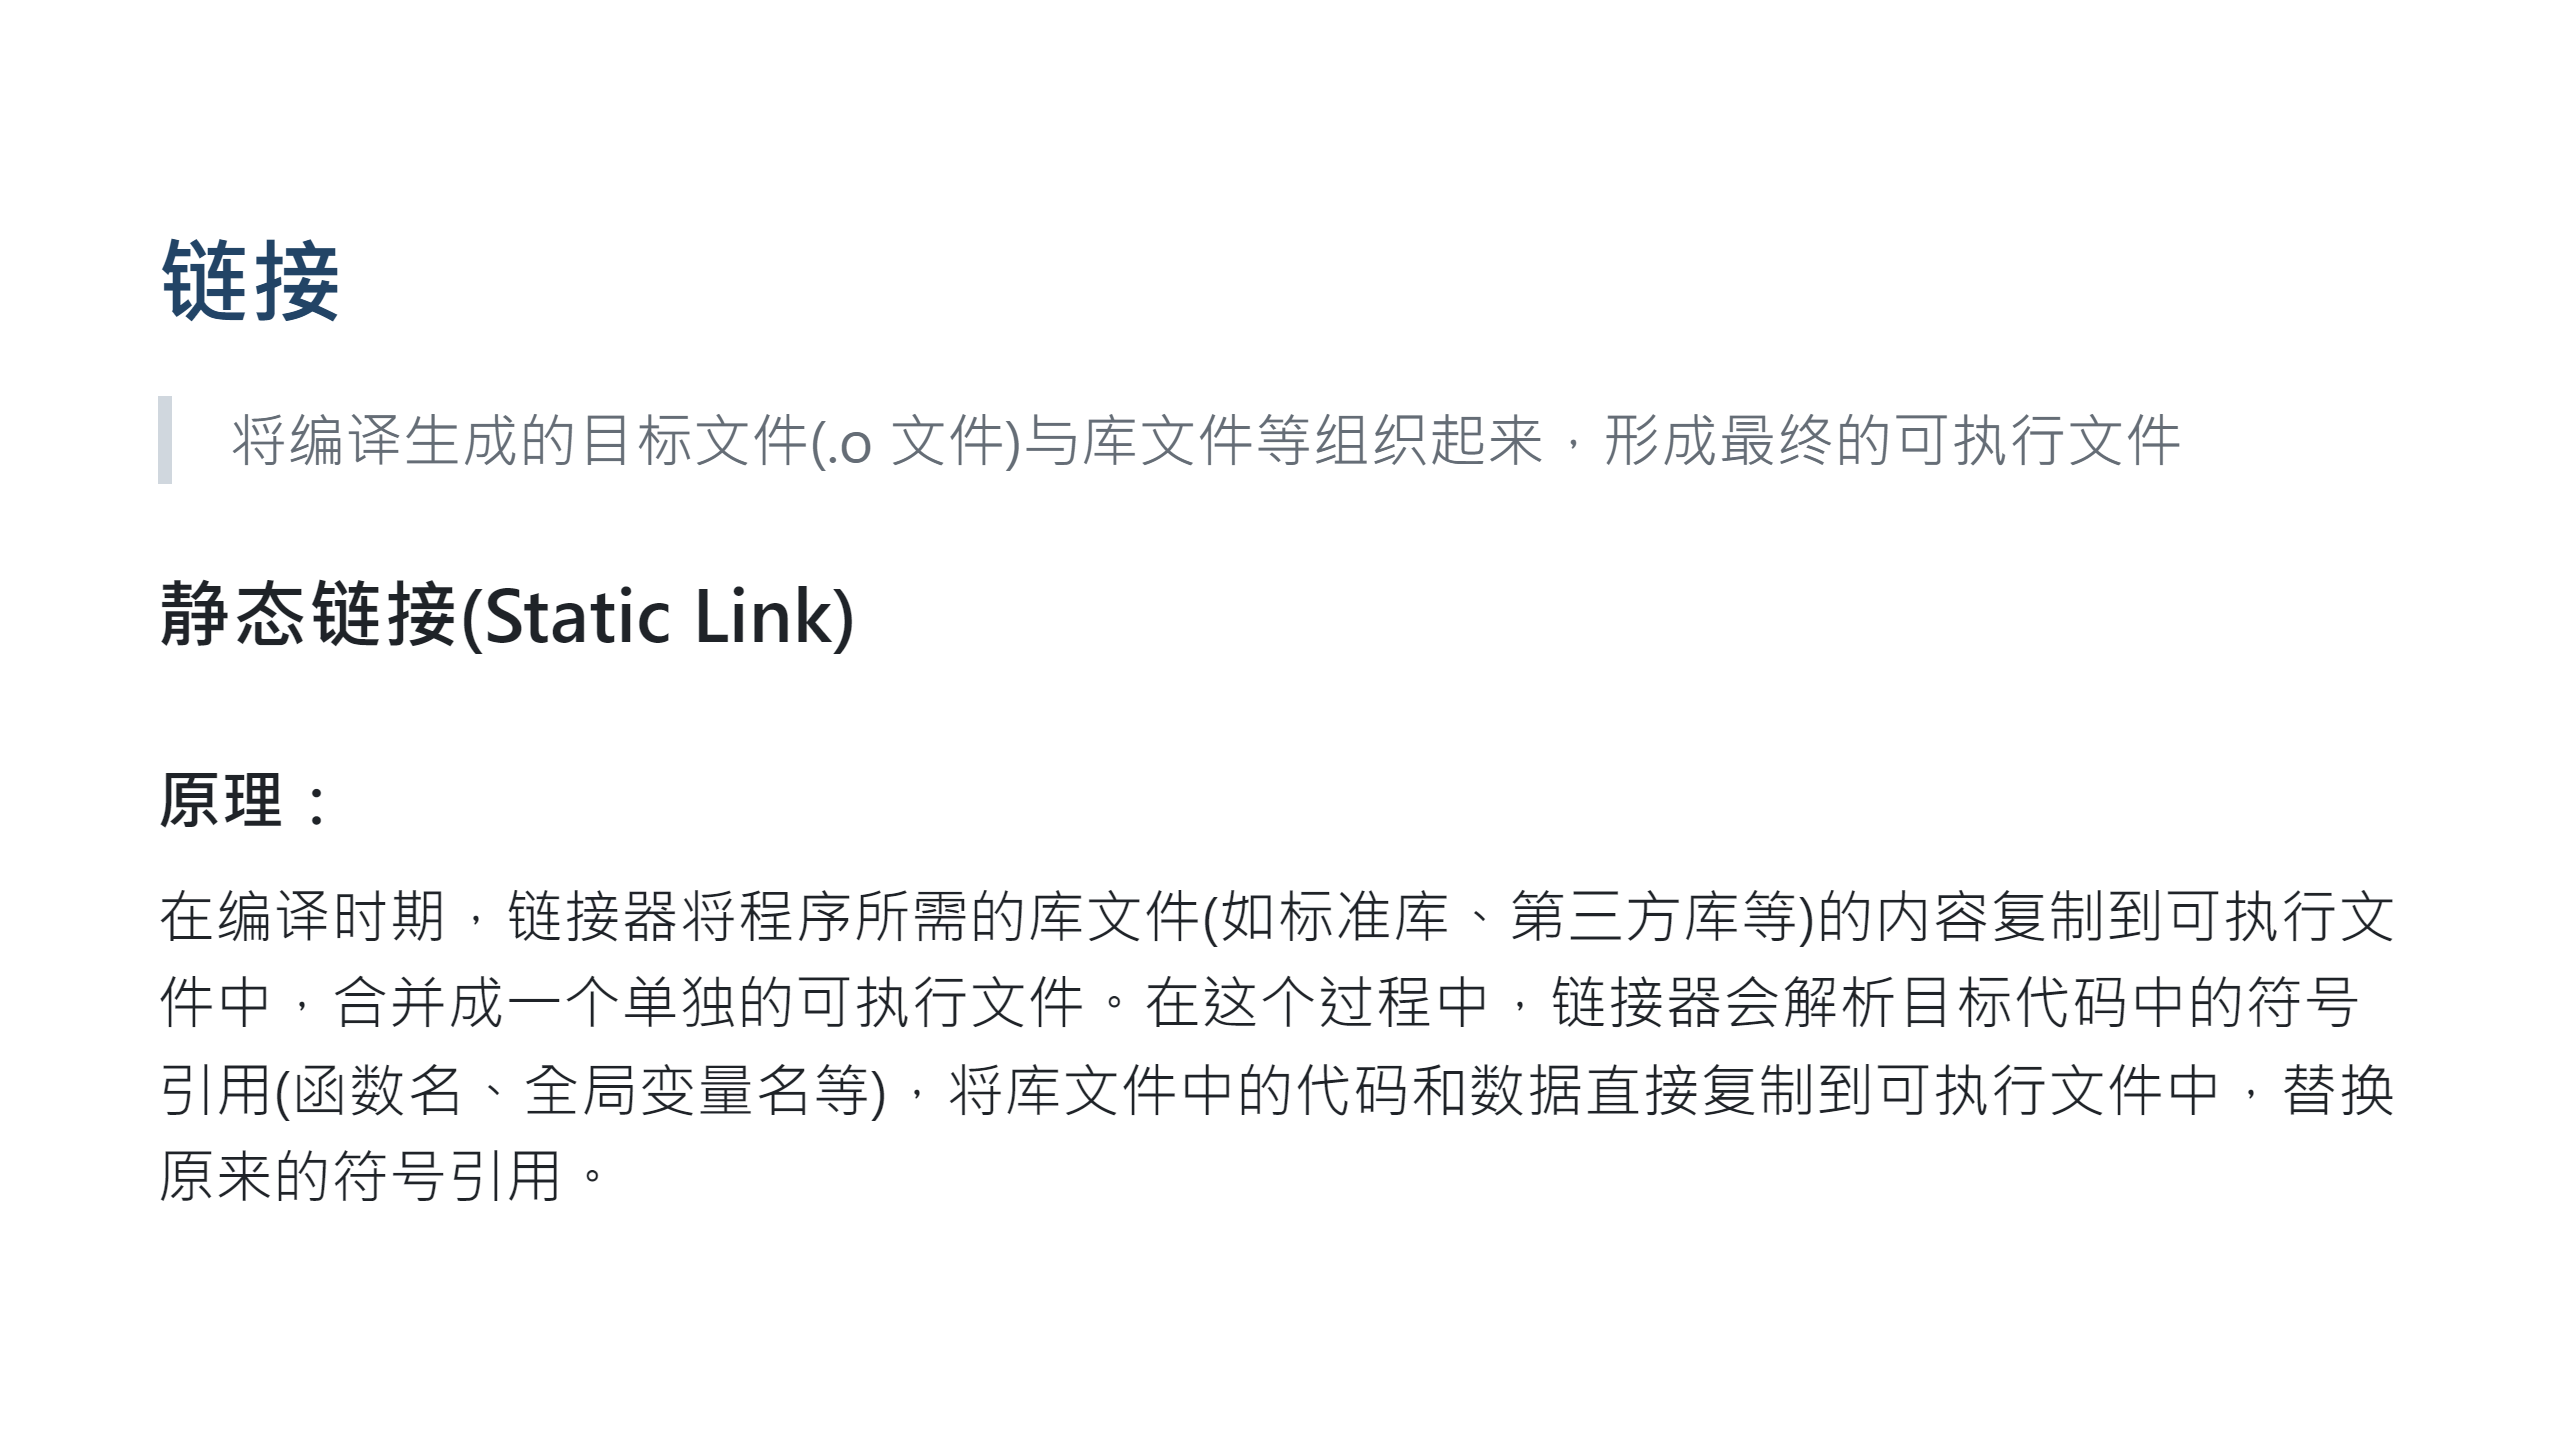 链接
将编译生成的目标文件(.o 文件)与库文件等组织起来，形成最终的可执行文件
静态链接(Static Link)
原理：
在编译时期，链接器将程序所需的库文件(如标准库、第三方库等)的内容复制到可执行文
件中，合并成一个单独的可执行文件。在这个过程中，链接器会解析目标代码中的符号
引用(函数名、全局变量名等)，将库文件中的代码和数据直接复制到可执行文件中，替换
原来的符号引用。